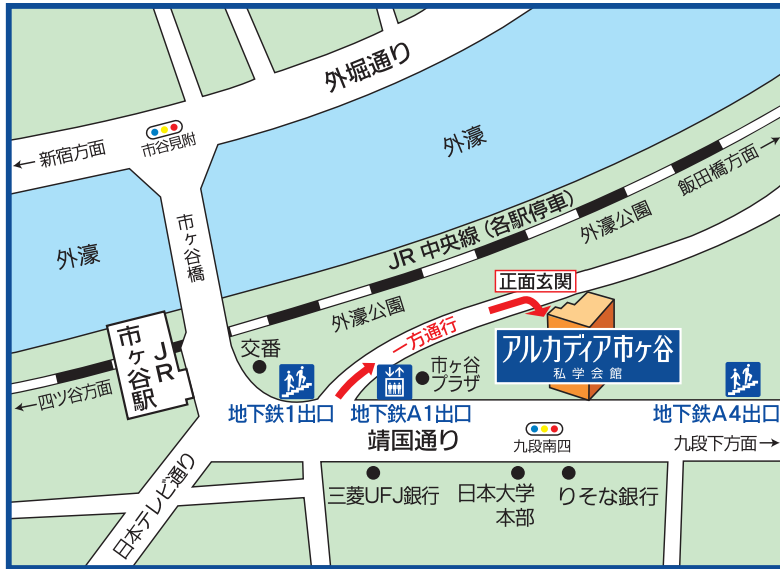 外堀通り
←新宿方面
市谷見附
外濠
飯田橋方面→
市ヶ谷橋
外濠
JR 中央線（各駅停車）
外濠公園
正面玄関
外濠公園
一方通行
アルカディア市ヶ谷
私学会館
JR
市ヶ谷駅
交番
市ヶ谷
プラザ
←四ツ谷方面
地下鉄1出口
地下鉄A1出口
地下鉄A4出口
靖国通り
九段南四
九段下方面→
日本テレビ通り
三菱UFJ銀行
日本大学
本部
りそな銀行